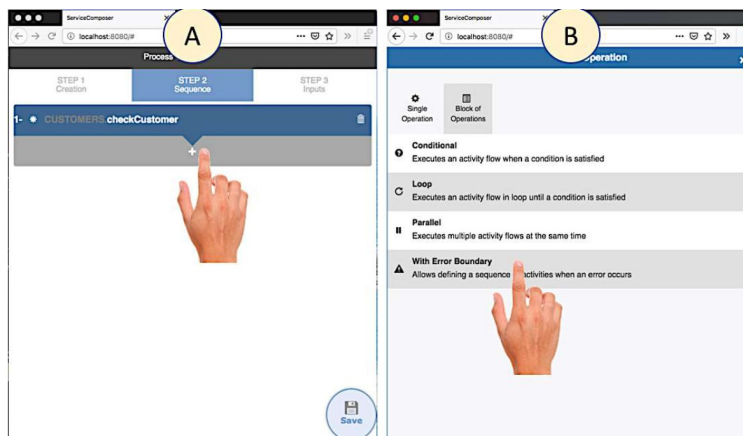 ServiceComposer
localhost:8080/#
A
Process
STEP 1
Creation
STEP 2
Sequence
STEP 3
Inputs
1- CUSTOMERS.checkCustomer
+
Save
ServiceComposer
localhost:8080/#
B
peration
Single
Operation
Block of
Operations
Conditional
Executes an activity flow when a condition is satisfied
Loop
Executes an activity flow in loop until a condition is satisfied
Parallel
Executes multiple activity flows at the same time
With Error Boundary
Allows defining a sequence activities when an error occurs